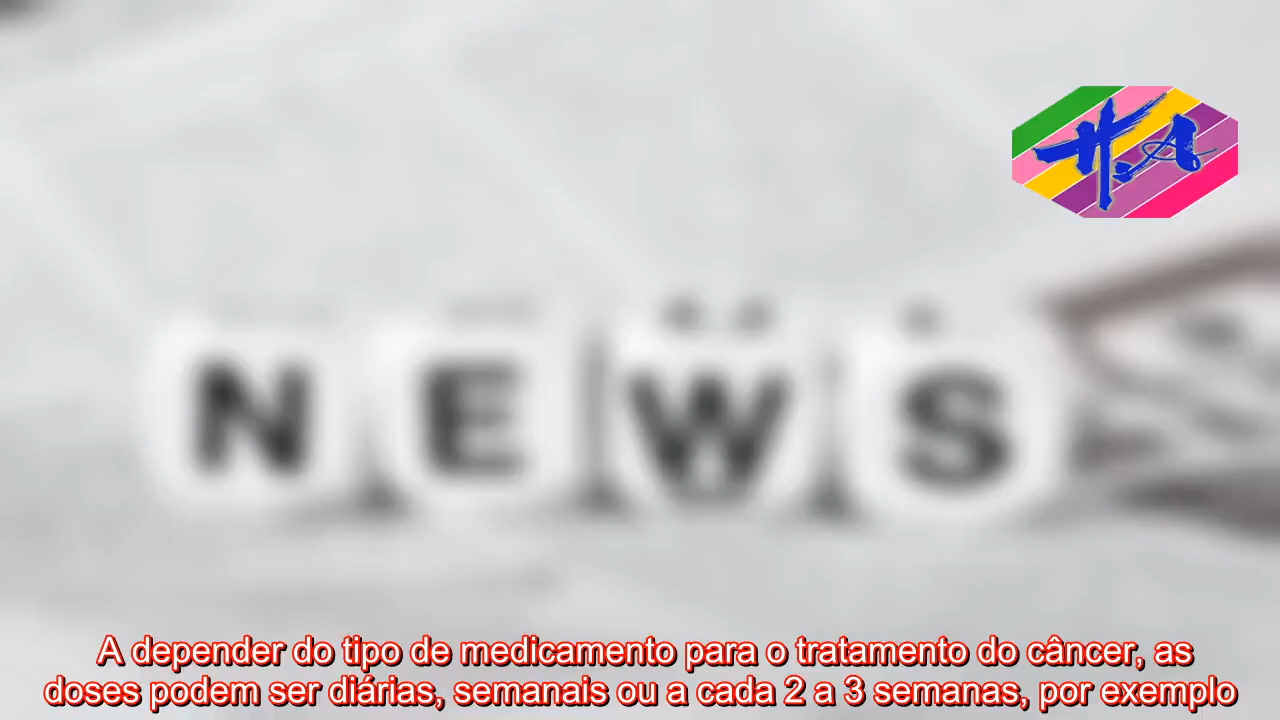 H.A
NEWS
A depender do tipo de medicamento para o tratamento do câncer, as
doses podem ser diárias, semanais ou a cada 2 a 3 semanas, por exemplo